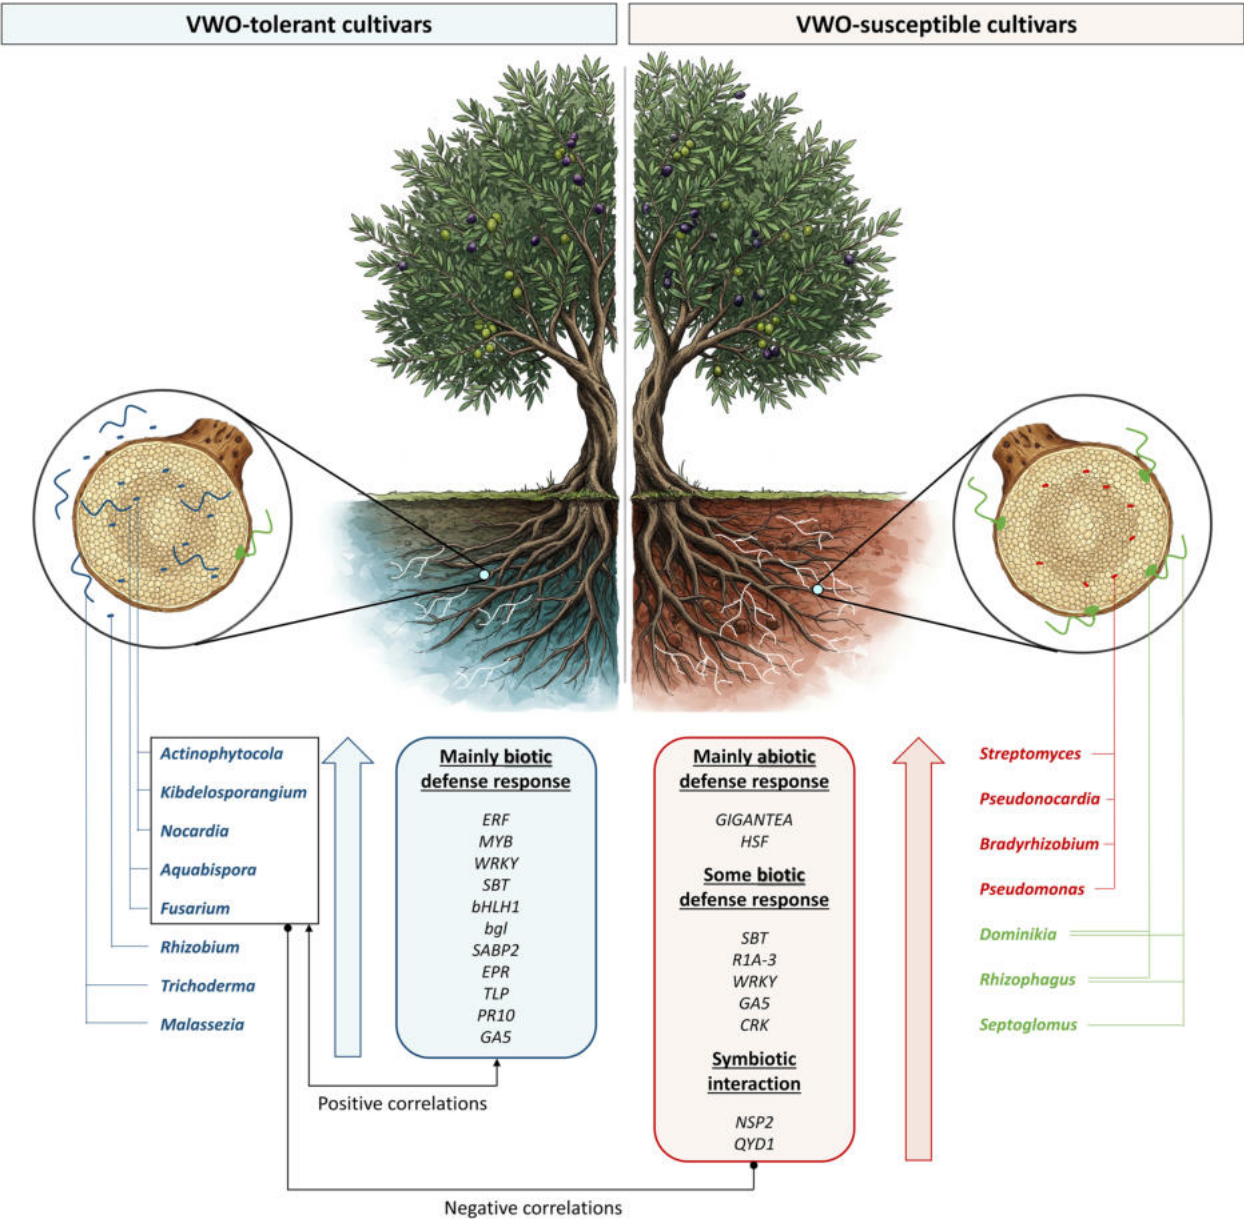 VWO-tolerant cultivars
VWO-susceptible cultivars
Actinophytocola
Kibdelosporangium
Nocardia
Aquabispora
Fusarium
Rhizobium
Trichoderma
Malassezia
Mainly biotic
defense response
ERF
MYB
WRKY
SBT
bHLH1
bgl
SABP2
EPR
TLP
PR10
GA5
Mainly abiotic
defense response
GIGANTEA
HSF
Some biotic
defense response
SBT
R1A-3
WRKY
GA5
CRK
Symbiotic
interaction
NSP2
QYD1
Streptomyces
Pseudonocardia
Bradyrhizobium
Pseudomonas
Dominikia
Rhizophagus
Septoglomus
Positive correlations
Negative correlations